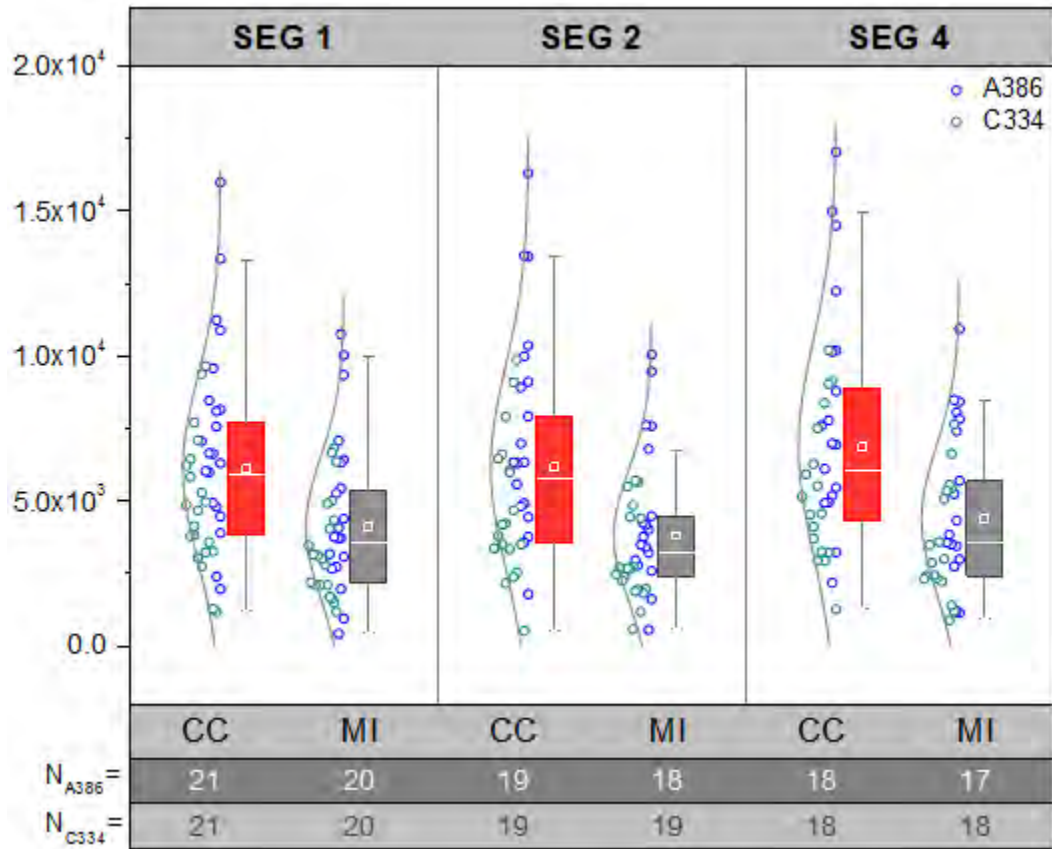 SEG 1 SEG 2 SEG 4
2.0x10⁴
A386
C334
1.5x10⁴
1.0x10⁴
5.0x10³
0.0
CC MI CC MI CC MI
N_A386= 21 20 19 18 18 17
N_C334= 21 20 19 19 18 18